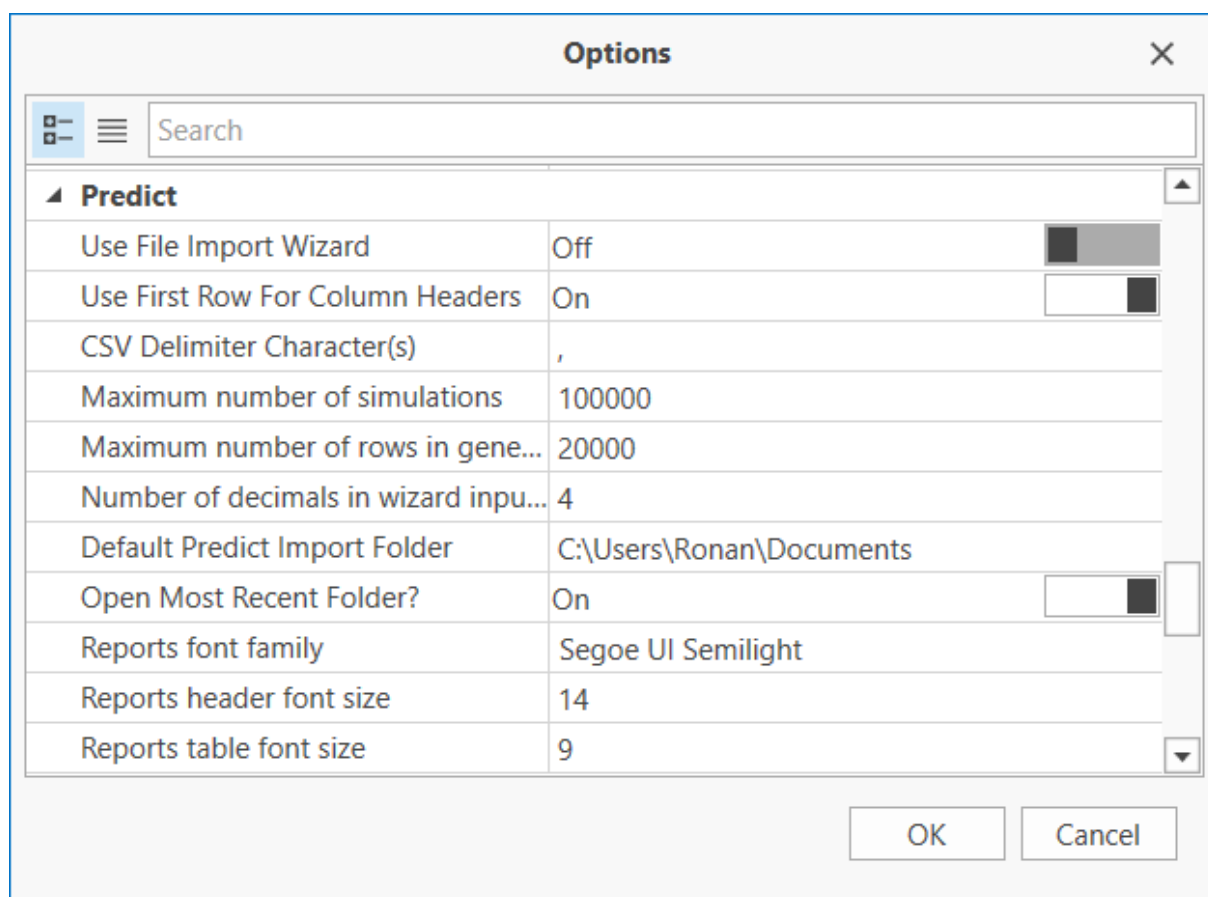 Options
Search
Predict
Use File Import Wizard Off
Use First Row For Column Headers On
CSV Delimiter Character(s) ,
Maximum number of simulations 100000
Maximum number of rows in gene... 20000
Number of decimals in wizard inpu... 4
Default Predict Import Folder C:\Users\Ronan\Documents
Open Most Recent Folder? On
Reports font family Segoe UI Semilight
Reports header font size 14
Reports table font size 9
OK Cancel